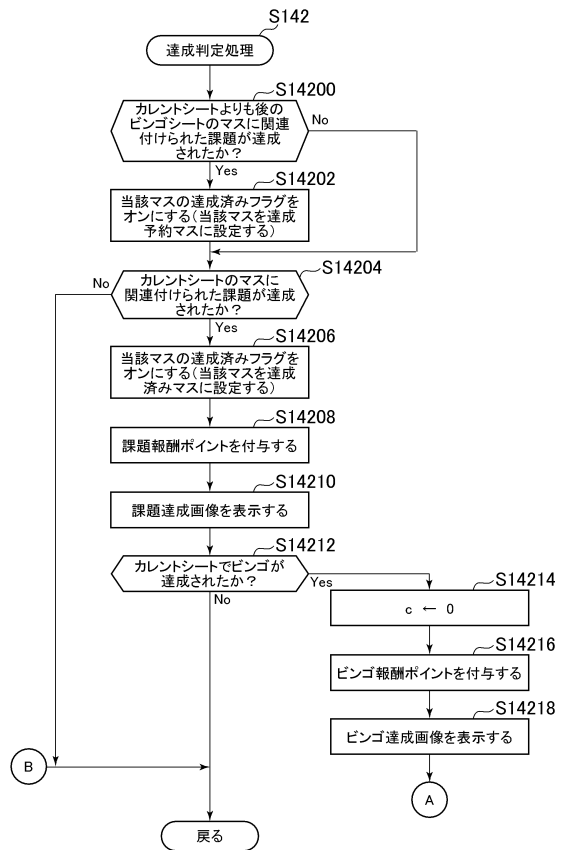 S142
達成判定処理
S14200
カレントシートよりも後の
ビンゴシートのマスに関連
付けられた課題が達成
されたか？
No
Yes
S14202
当該マスの達成済みフラグを
オンにする（当該マスを達成
予約マスに設定する）
S14204
カレントシートのマスに
関連付けられた課題が達成
されたか？
No
Yes
S14206
当該マスの達成済みフラグを
オンにする（当該マスを達成
済みマスに設定する）
S14208
課題報酬ポイントを付与する
S14210
課題達成画像を表示する
S14212
カレントシートでビンゴが
達成されたか？
Yes
No
S14214
c ← 0
S14216
ビンゴ報酬ポイントを付与する
S14218
ビンゴ達成画像を表示する
B
A
戻る